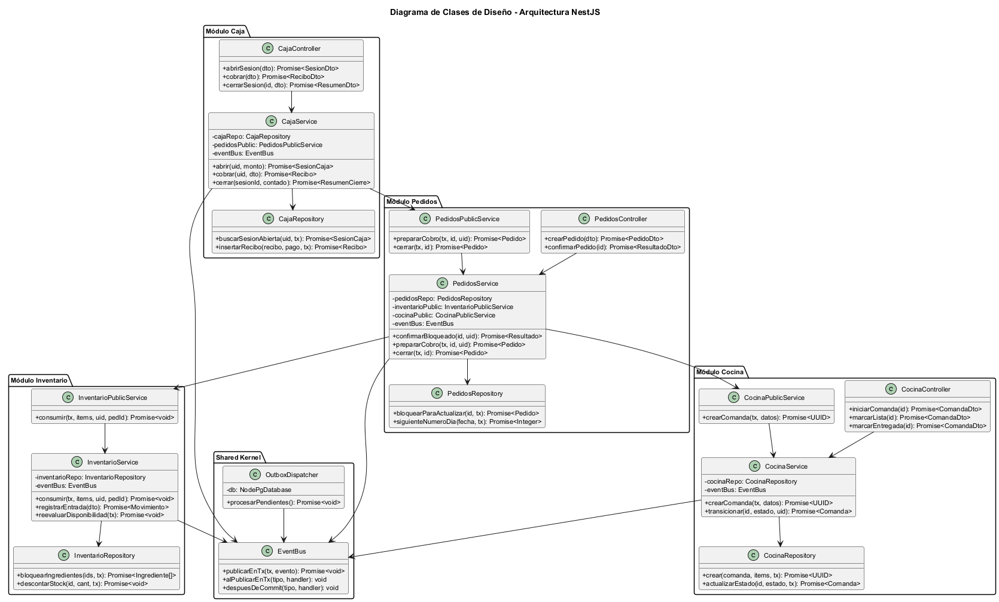 Diagrama de Clases de Diseño - Arquitectura NestJS
Módulo Caja
C CajaController
+abrirSesion(dto): Promise<SesionDto>
+cobrar(dto): Promise<ReciboDto>
+cerrarSesion(id, dto): Promise<ResumenDto>
C CajaService
-cajaRepo: CajaRepository
-pedidosPublic: PedidosPublicService
-eventBus: EventBus
+abrir(uid, monto): Promise<SesionCaja>
+cobrar(uid, dto): Promise<Recibo>
+cerrar(sesionId, contado): Promise<ResumenCierre>
C CajaRepository
+buscarSesionAbierta(uid, tx): Promise<SesionCaja>
+insertarRecibo(recibo, pago, tx): Promise<Recibo>
Módulo Pedidos
C PedidosPublicService
+prepararCobro(tx, id, uid): Promise<Pedido>
+cerrar(tx, id): Promise<Pedido>
C PedidosController
+crearPedido(dto): Promise<PedidoDto>
+confirmarPedido(id): Promise<ResultadoDto>
C PedidosService
-pedidosRepo: PedidosRepository
-inventarioPublic: InventarioPublicService
-cocinaPublic: CocinaPublicService
-eventBus: EventBus
+confirmarBloqueado(id, uid): Promise<Resultado>
+prepararCobro(tx, id, uid): Promise<Pedido>
+cerrar(tx, id): Promise<Pedido>
C PedidosRepository
+bloquearParaActualizar(id, tx): Promise<Pedido>
+siguienteNumeroDia(fecha, tx): Promise<Integer>
Módulo Inventario
C InventarioPublicService
+consumir(tx, items, uid, pedId): Promise<void>
C InventarioService
-inventarioRepo: InventarioRepository
-eventBus: EventBus
+consumir(tx, items, uid, pedId): Promise<void>
+registrarEntrada(dto): Promise<Movimiento>
+reevaluarDisponibilidad(tx): Promise<void>
C InventarioRepository
+bloquearIngredientes(ids, tx): Promise<Ingrediente[]>
+descontarStock(id, cant, tx): Promise<void>
Shared Kernel
C OutboxDispatcher
-db: NodePgDatabase
+procesarPendientes(): Promise<void>
C EventBus
+publicarEnTx(tx, evento): Promise<void>
+alPublicarEnTx(tipo, handler): void
+despuesDeCommit(tipo, handler): void
Módulo Cocina
C CocinaPublicService
+crearComanda(tx, datos): Promise<UUID>
C CocinaController
+iniciarComanda(id): Promise<ComandaDto>
+marcarLista(id): Promise<ComandaDto>
+marcarEntregada(id): Promise<ComandaDto>
C CocinaService
-cocinaRepo: CocinaRepository
-eventBus: EventBus
+crearComanda(tx, datos): Promise<UUID>
+transicionar(id, estado, uid): Promise<Comanda>
C CocinaRepository
+crear(comanda, items, tx): Promise<UUID>
+actualizarEstado(id, estado, tx): Promise<Comanda>